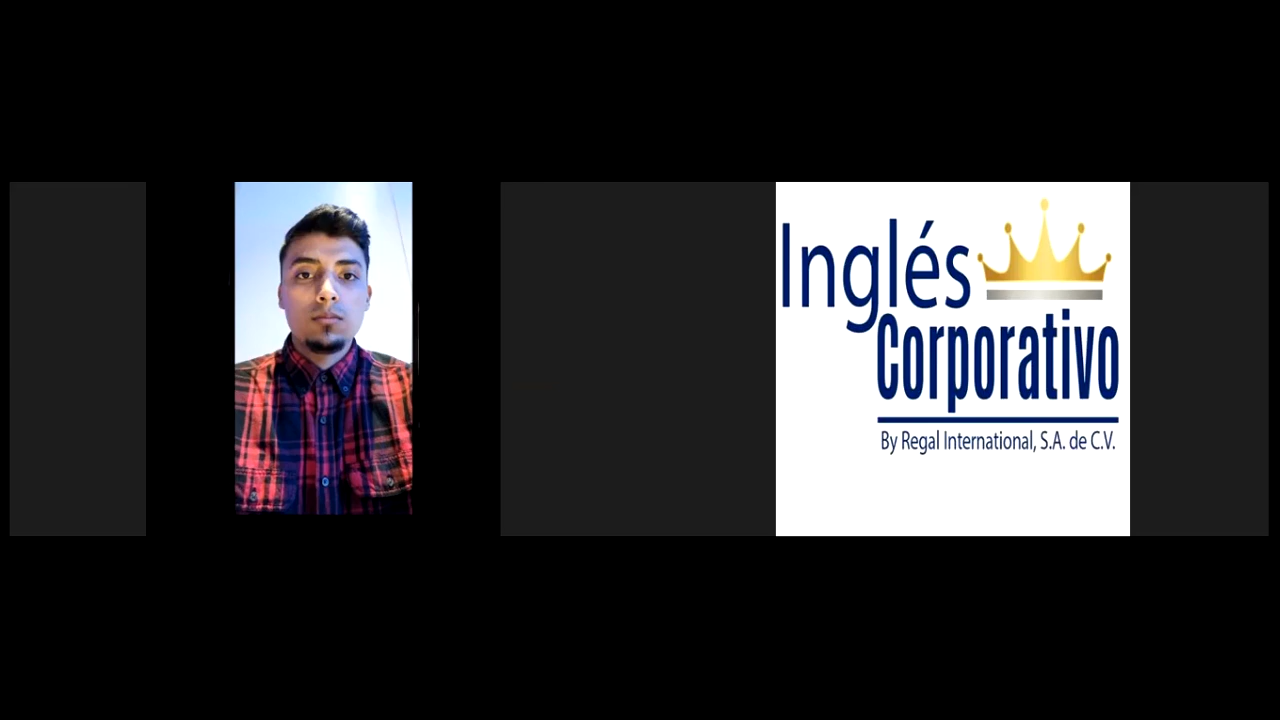 Inglés
Corporativo
By Regal International, S.A. de C.V.